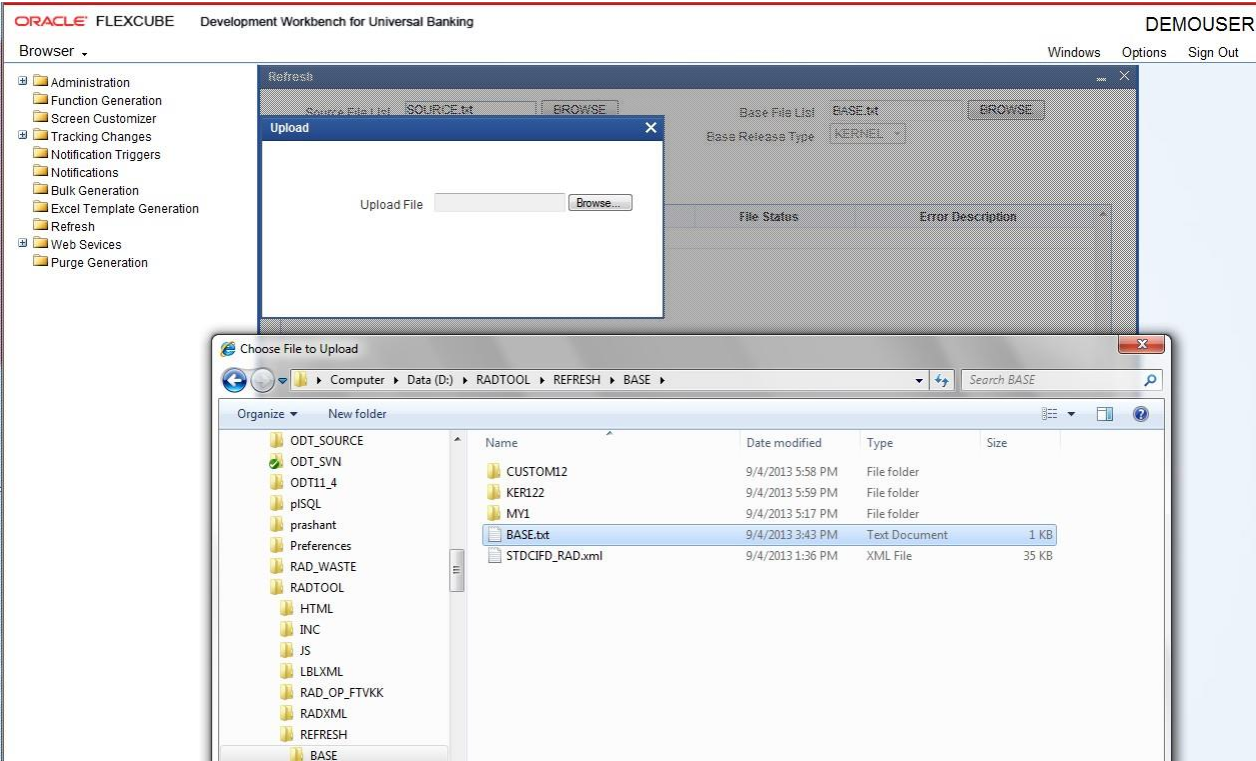 ORACLE FLEXCUBE Development Workbench for Universal Banking
DEMOUSER
Browser
Windows Options Sign Out
Administration
Function Generation
Screen Customizer
Tracking Changes
Notification Triggers
Notifications
Bulk Generation
Excel Template Generation
Refresh
Web Sevices
Purge Generation
Refresh
Source File List SOURCE.txt BROWSE Base File List BASE.txt BROWSE
Base Release Type KERNEL
Upload
Upload File Browse...
File Status Error Description
Choose File to Upload
Computer Data (D:) RADTOOL REFRESH BASE Search BASE
Organize New folder
ODT_SOURCE
ODT_SVN
ODT11_4
plSQL
prashant
Preferences
RAD_WASTE
RADTOOL
HTML
INC
JS
LBLXML
RAD_OP_FTVKK
RADXML
REFRESH
BASE
Name Date modified Type Size
CUSTOM12 9/4/2013 5:58 PM File folder
KER122 9/4/2013 5:59 PM File folder
MY1 9/4/2013 5:17 PM File folder
BASE.txt 9/4/2013 3:43 PM Text Document 1 KB
STDCIFD_RAD.xml 9/4/2013 1:36 PM XML File 35 KB